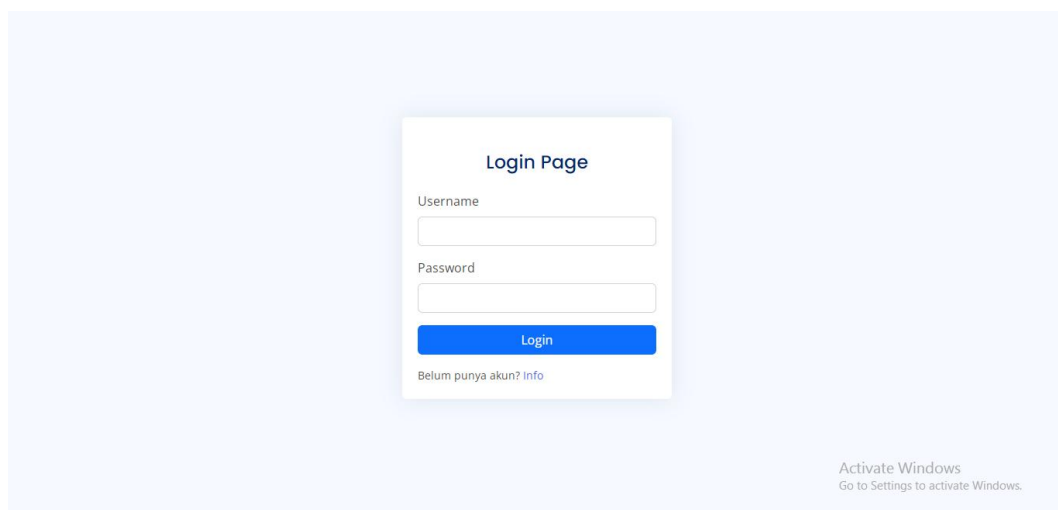 Login Page
Username
Password
Login
Belum punya akun? Info
Activate Windows
Go to Settings to activate Windows.